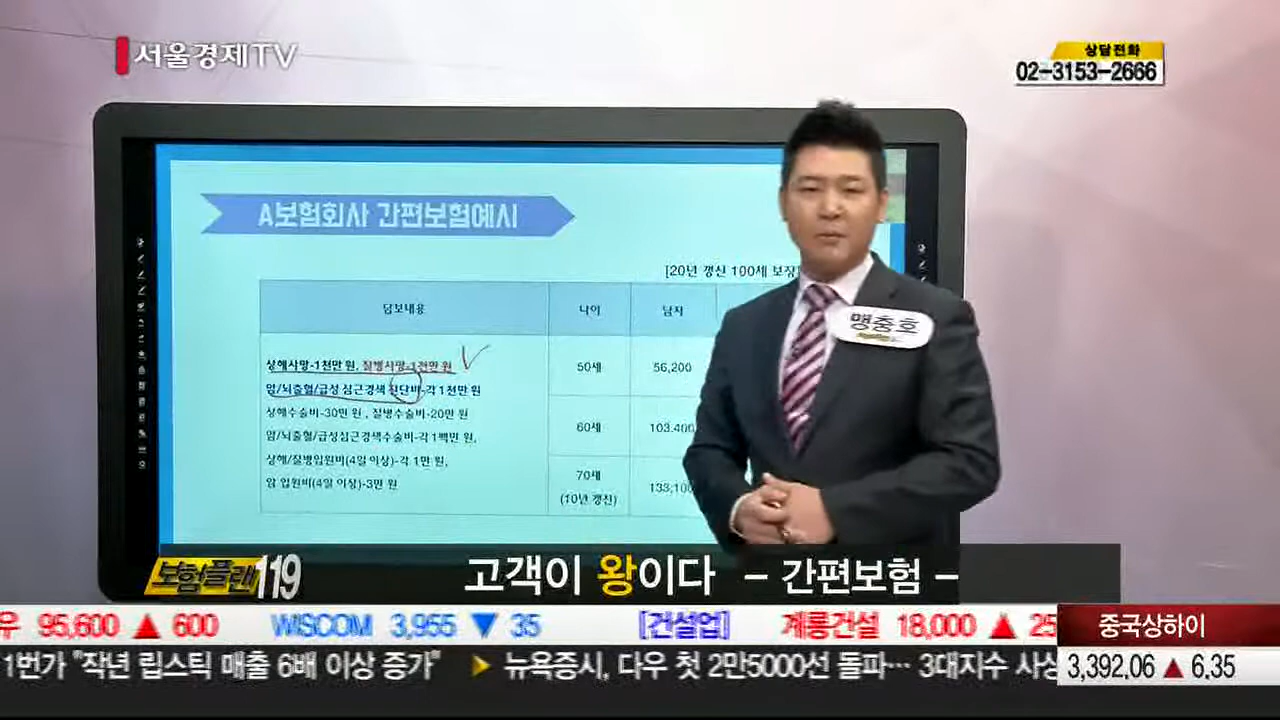 서울경제TV
상담전화
02-3153-2666
A보험회사 간편보험예시
[20년 갱신 100세 보장]
담보내용
나이
남자
상해사망-1천만 원, 질병사망-1천만 원
암/뇌출혈/급성 심근경색 진단비-각 1천만 원
상해수술비-30만 원 , 질병수술비-20만 원
암/뇌출혈/급성심근경색수술비-각 1백만 원,
상해/질병입원비(4일 이상)-각 1만 원,
암 입원비(4일 이상)-3만 원
50세
56,200
60세
103,400
70세
(10년 갱신)
133,100
맹충호
보험플랜119
고객이 왕이다 - 간편보험 -
우 95,600 ▲ 600 WISCOM 3,955 ▼ 35 [건설업] 계룡건설 18,000 ▲ 25
중국상하이
1번가 "작년 립스틱 매출 6배 이상 증가" ▶ 뉴욕증시, 다우 첫 2만5000선 돌파… 3대지수 사상
3,392.06 ▲ 6.35